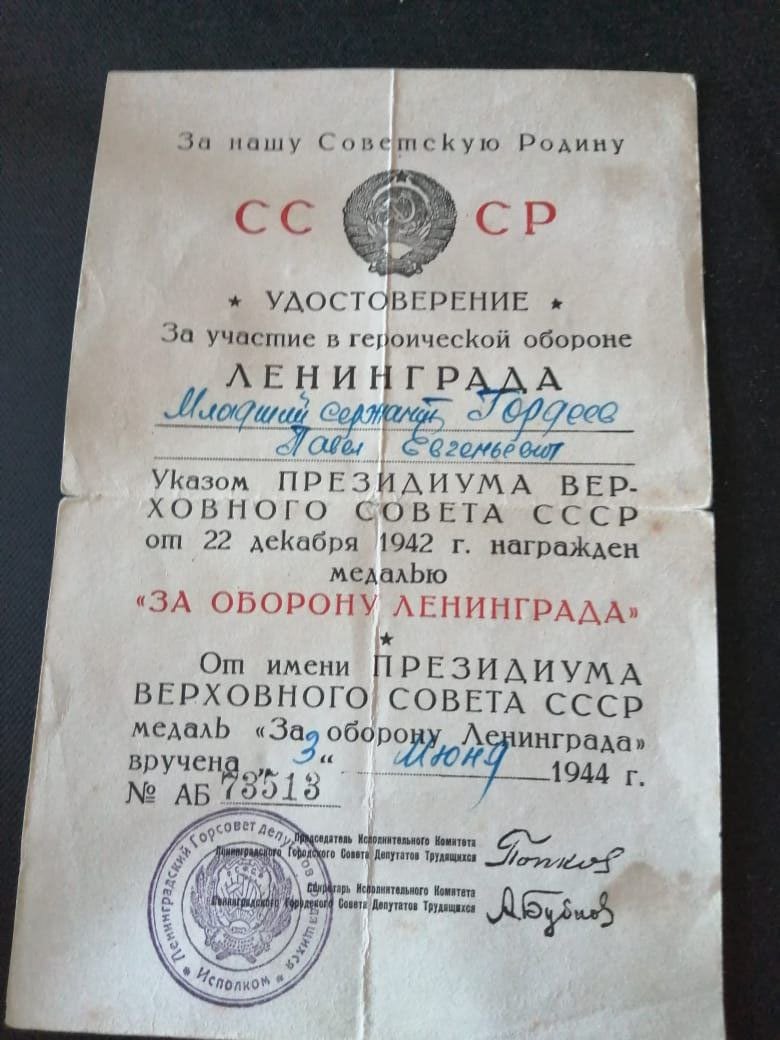 За нашу Советскую Родину
СС СР
★ УДОСТОВЕРЕНИЕ ★
За участие в героической обороне
ЛЕНИНГРАДА
Младший сержант Гордеев
Павел Евгеньевич
Указом ПРЕЗИДИУМА ВЕР-
ХОВНОГО СОВЕТА СССР
от 22 декабря 1942 г. награжден
медалью
«ЗА ОБОРОНУ ЛЕНИНГРАДА»
★
От имени ПРЕЗИДИУМА
ВЕРХОВНОГО СОВЕТА СССР
медаль «За оборону Ленинграда»
вручена „3“ июня 1944 г.
№ АБ 73513
Председатель Исполнительного Комитета
Ленинградского Городского Совета Депутатов Трудящихся Попков
Секретарь Исполнительного Комитета
Ленинградского Городского Совета Депутатов Трудящихся А.Бубнов
Ленинградский Горсовет депутатов трудящихся
★ Исполком ★
РСФСР